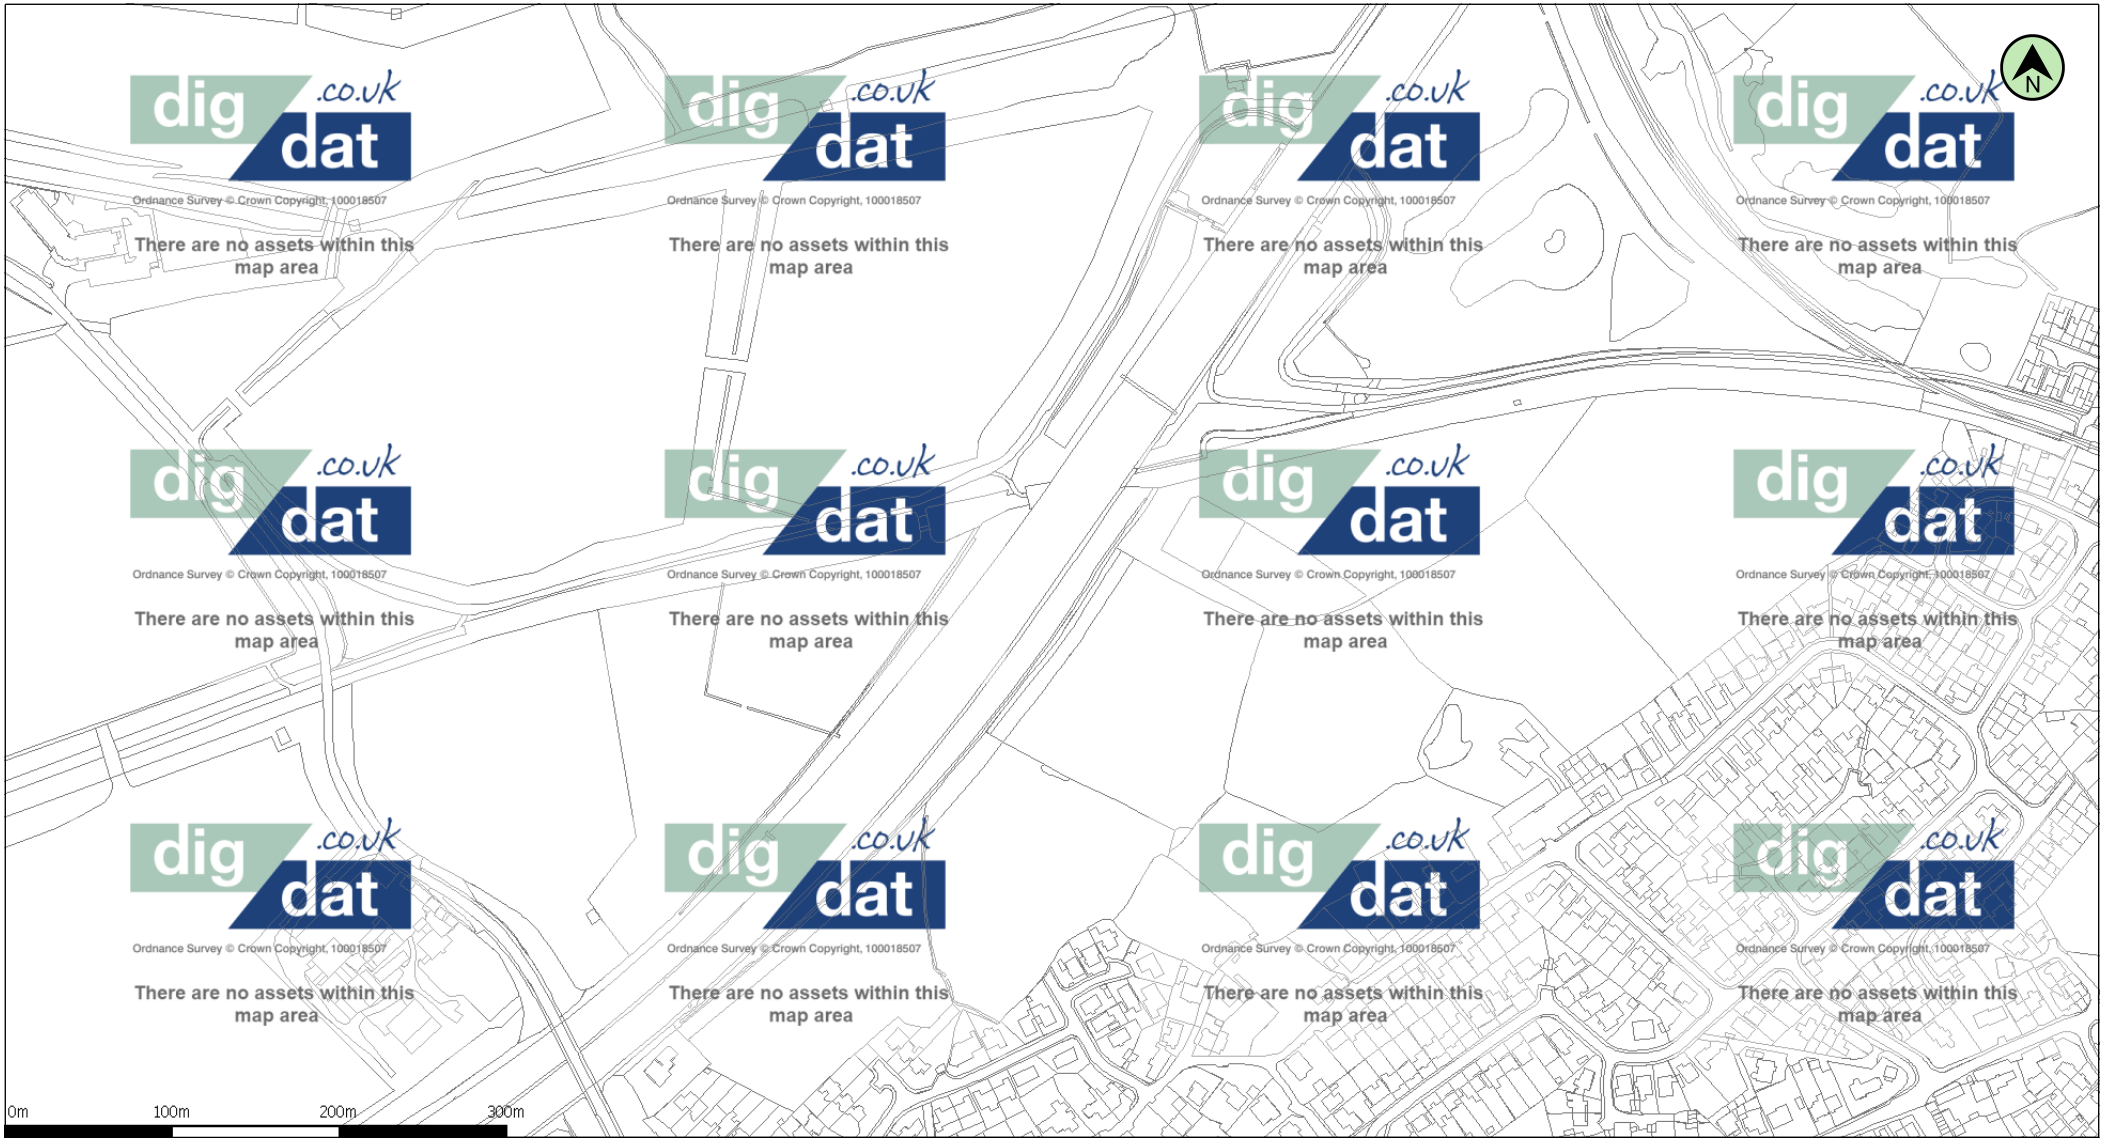 dig .co.uk dig .co.uk dig .co.uk dig .co.uk
N
dat dat dat dat
Ordnance Survey © Crown Copyright, 100018507 Ordnance Survey © Crown Copyright, 100018507 Ordnance Survey © Crown Copyright, 100018507 Ordnance Survey © Crown Copyright, 100018507
There are no assets within this There are no assets within this There are no assets within this There are no assets within this
map area map area map area map area
dig .co.uk dig .co.uk dig .co.uk dig .co.uk
dat dat dat dat
Ordnance Survey © Crown Copyright, 100018507 Ordnance Survey © Crown Copyright, 100018507 Ordnance Survey © Crown Copyright, 100018507 Ordnance Survey © Crown Copyright, 100018507
There are no assets within this There are no assets within this There are no assets within this There are no assets within this
map area map area map area map area
dig .co.uk dig .co.uk dig .co.uk dig .co.uk
dat dat dat dat
Ordnance Survey © Crown Copyright, 100018507 Ordnance Survey © Crown Copyright, 100018507 Ordnance Survey © Crown Copyright, 100018507 Ordnance Survey © Crown Copyright, 100018507
There are no assets within this There are no assets within this There are no assets within this There are no assets within this
map area map area map area map area
0m 100m 200m 300m